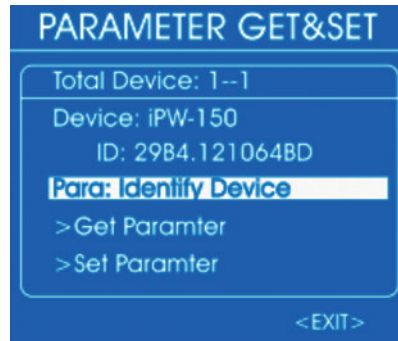 PARAMETER GET&SET
Total Device: 1--1
Device: iPW-150
ID: 29B4.121064BD
Para: Identify Device
>Get Paramter
>Set Paramter
<EXIT>